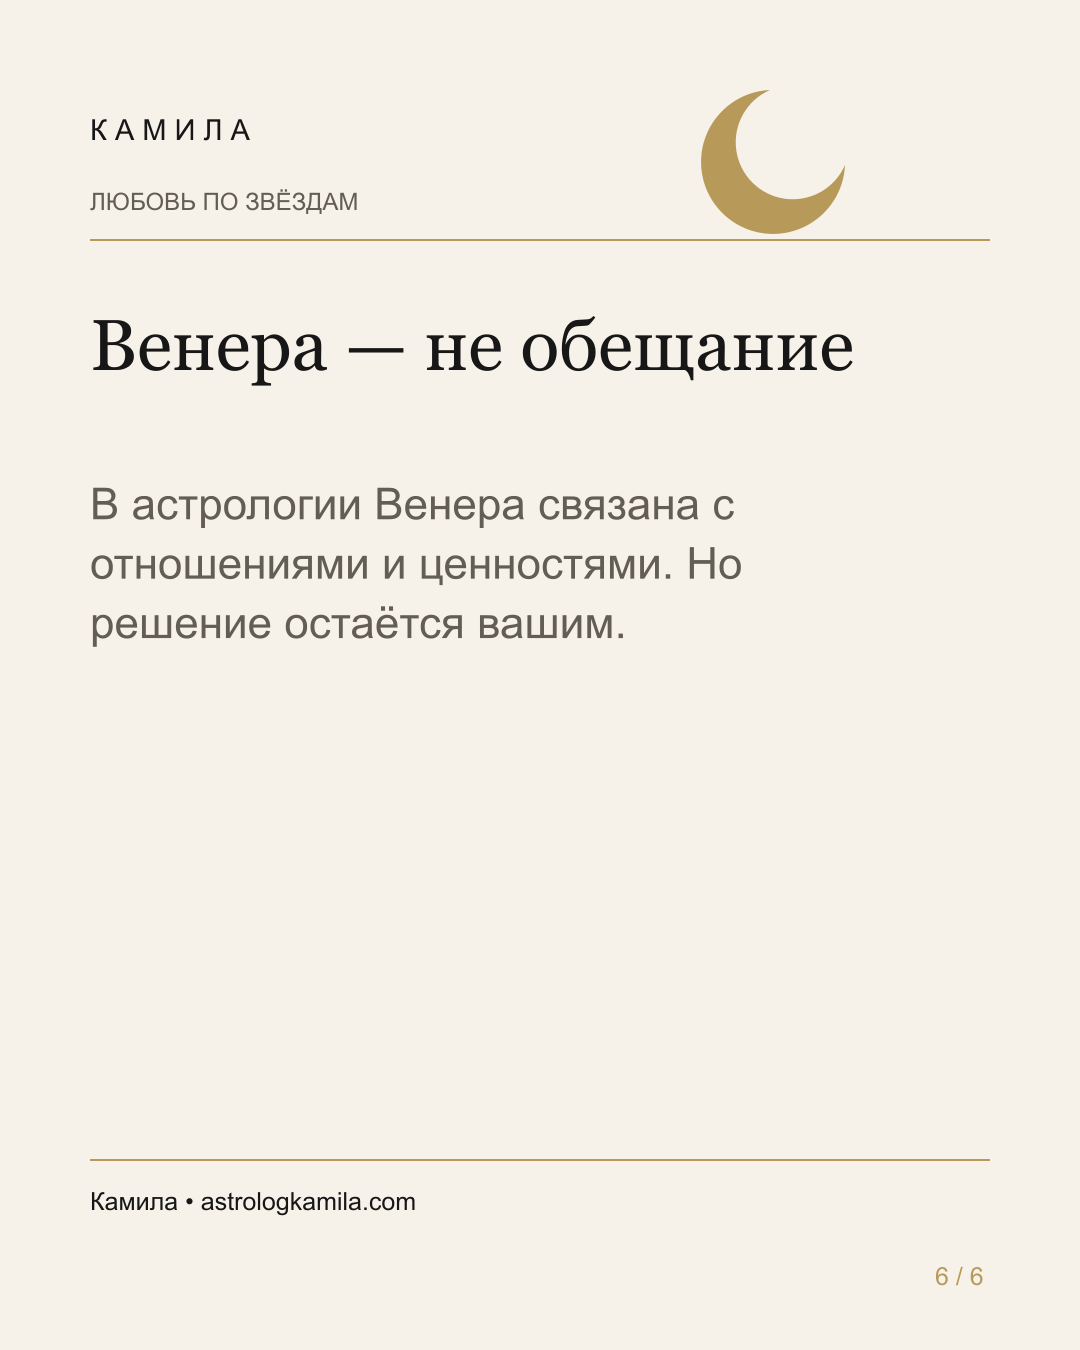 КАМИЛА
ЛЮБОВЬ ПО ЗВЁЗДАМ
Венера — не обещание
В астрологии Венера связана с
отношениями и ценностями. Но
решение остаётся вашим.
Камила • astrologkamila.com
6 / 6